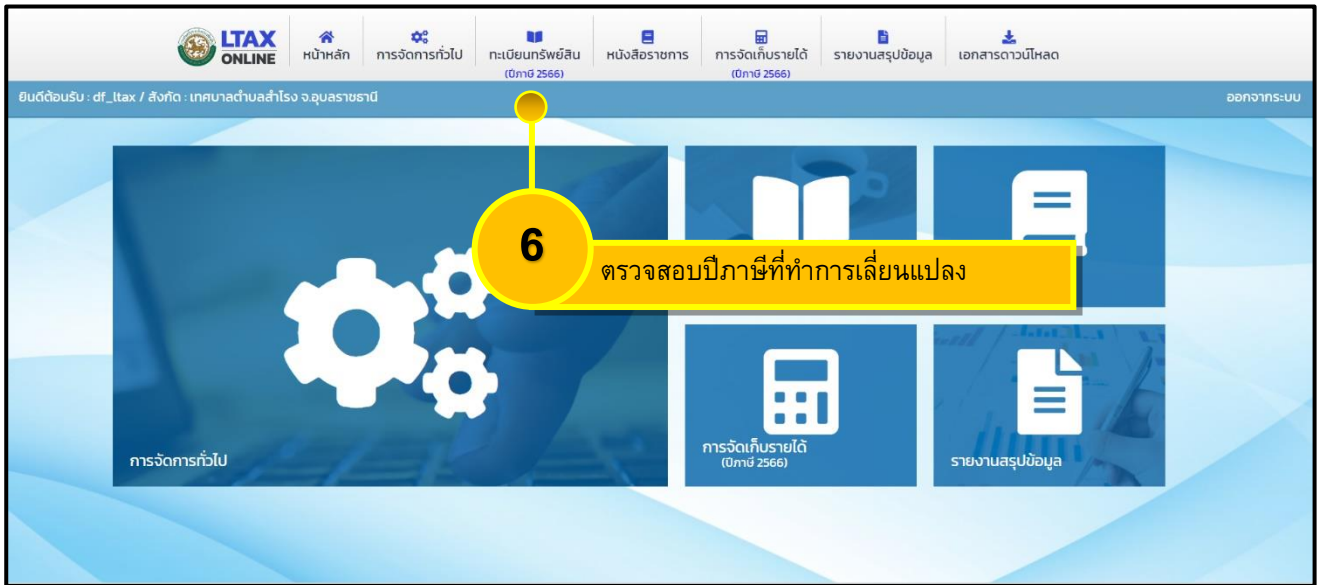 LTAX
ONLINE
หน้าหลัก
การจัดการทั่วไป
ทะเบียนทรัพย์สิน
(ปีภาษี 2566)
หนังสือราชการ
การจัดเก็บรายได้
(ปีภาษี 2566)
รายงานสรุปข้อมูล
เอกสารดาวน์โหลด
ยินดีต้อนรับ : df_ltax / สังกัด : เทศบาลตำบลสำโรง จ.อุบลราชธานี
ออกจากระบบ
6
ตรวจสอบปีภาษีที่ทำการเลี่ยนแปลง
การจัดการทั่วไป
การจัดเก็บรายได้
(ปีภาษี 2566)
รายงานสรุปข้อมูล